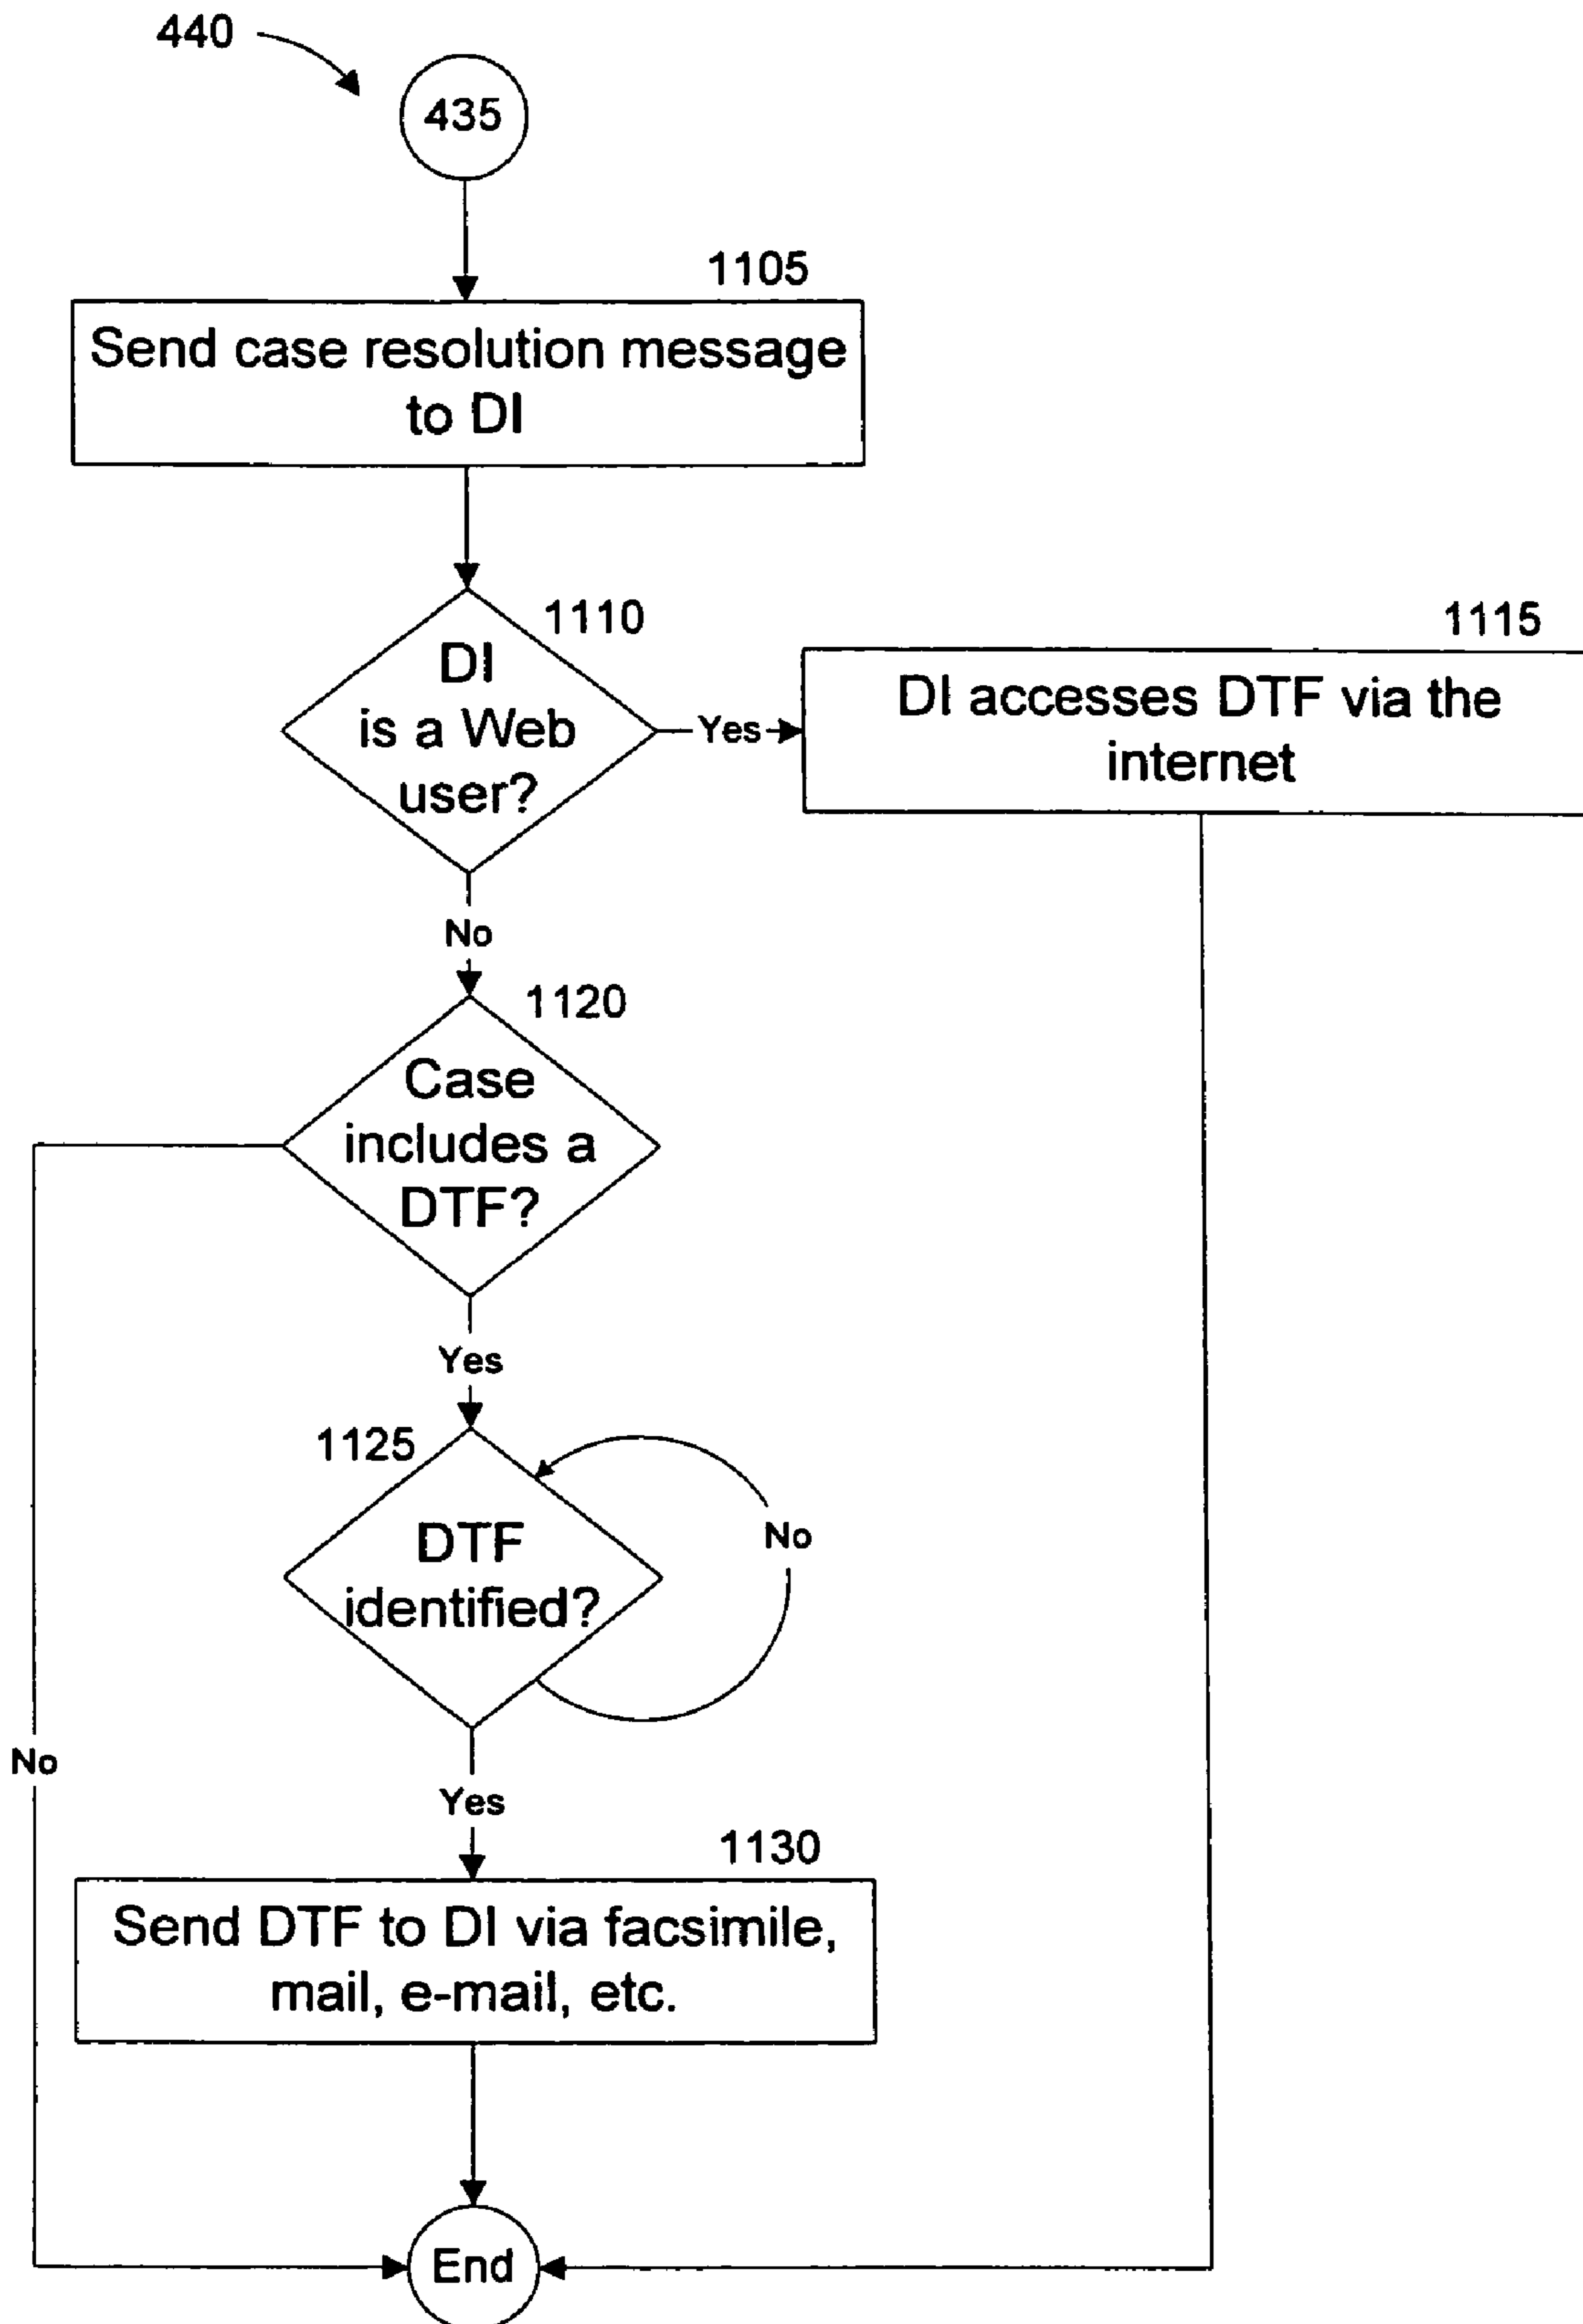 440
435
1105
Send case resolution message
to DI
1110
DI
is a Web
user?
Yes
1115
DI accesses DTF via the
internet
No
1120
Case
includes a
DTF?
Yes
1125
DTF
identified?
No
No
Yes
1130
Send DTF to DI via facsimile,
mail, e-mail, etc.
End